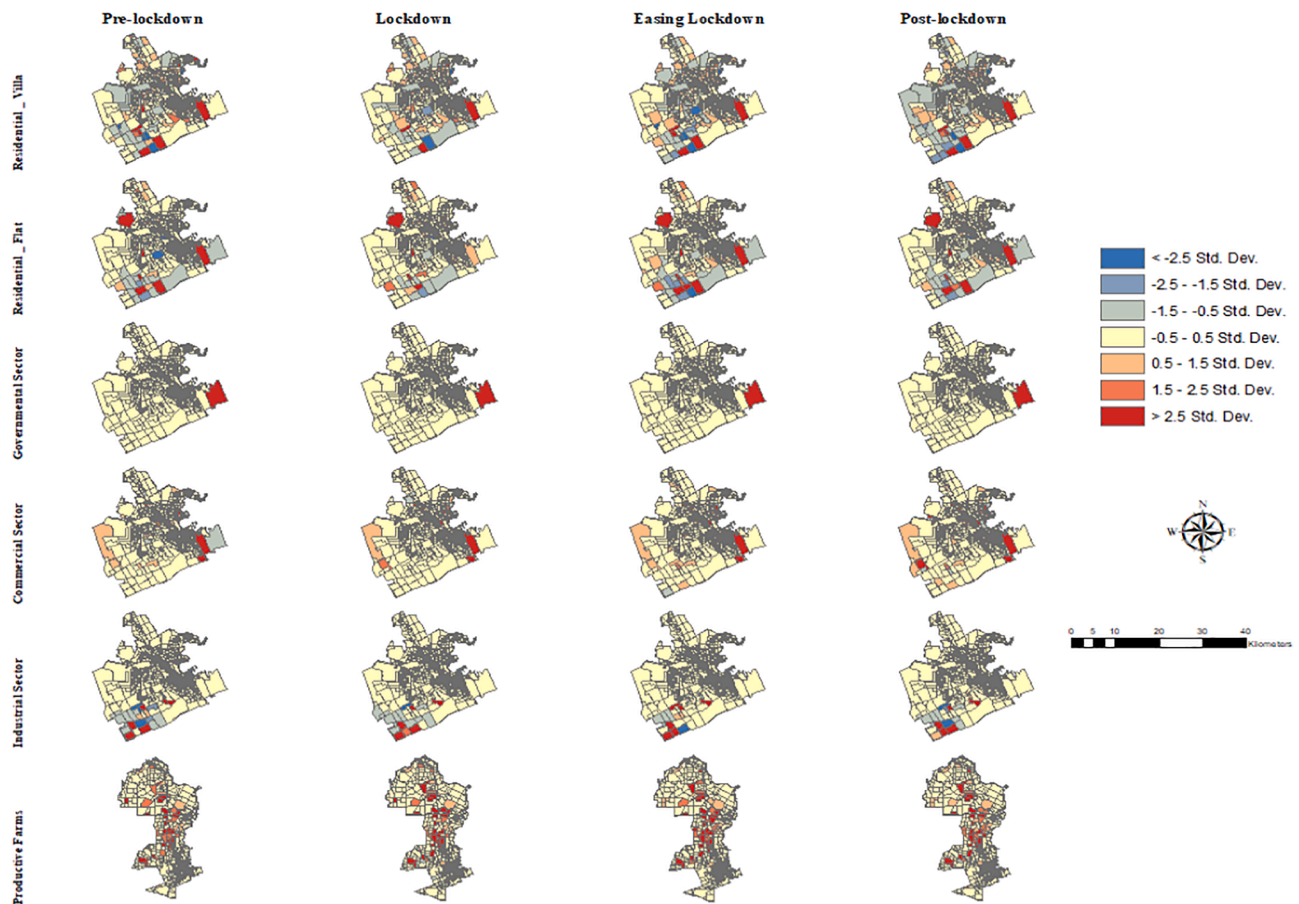 Pre-lockdown
Lockdown
Easing Lockdown
Post-lockdown
Residential _ Villa
Residential _ Flat
Governmental Sector
Commercial Sector
Industrial Sector
Productive Farms
< -2.5 Std. Dev.
-2.5 - -1.5 Std. Dev.
-1.5 - -0.5 Std. Dev.
-0.5 - 0.5 Std. Dev.
0.5 - 1.5 Std. Dev.
1.5 - 2.5 Std. Dev.
> 2.5 Std. Dev.
N
W E
S
0 5 10 20 30 40
Kilometers